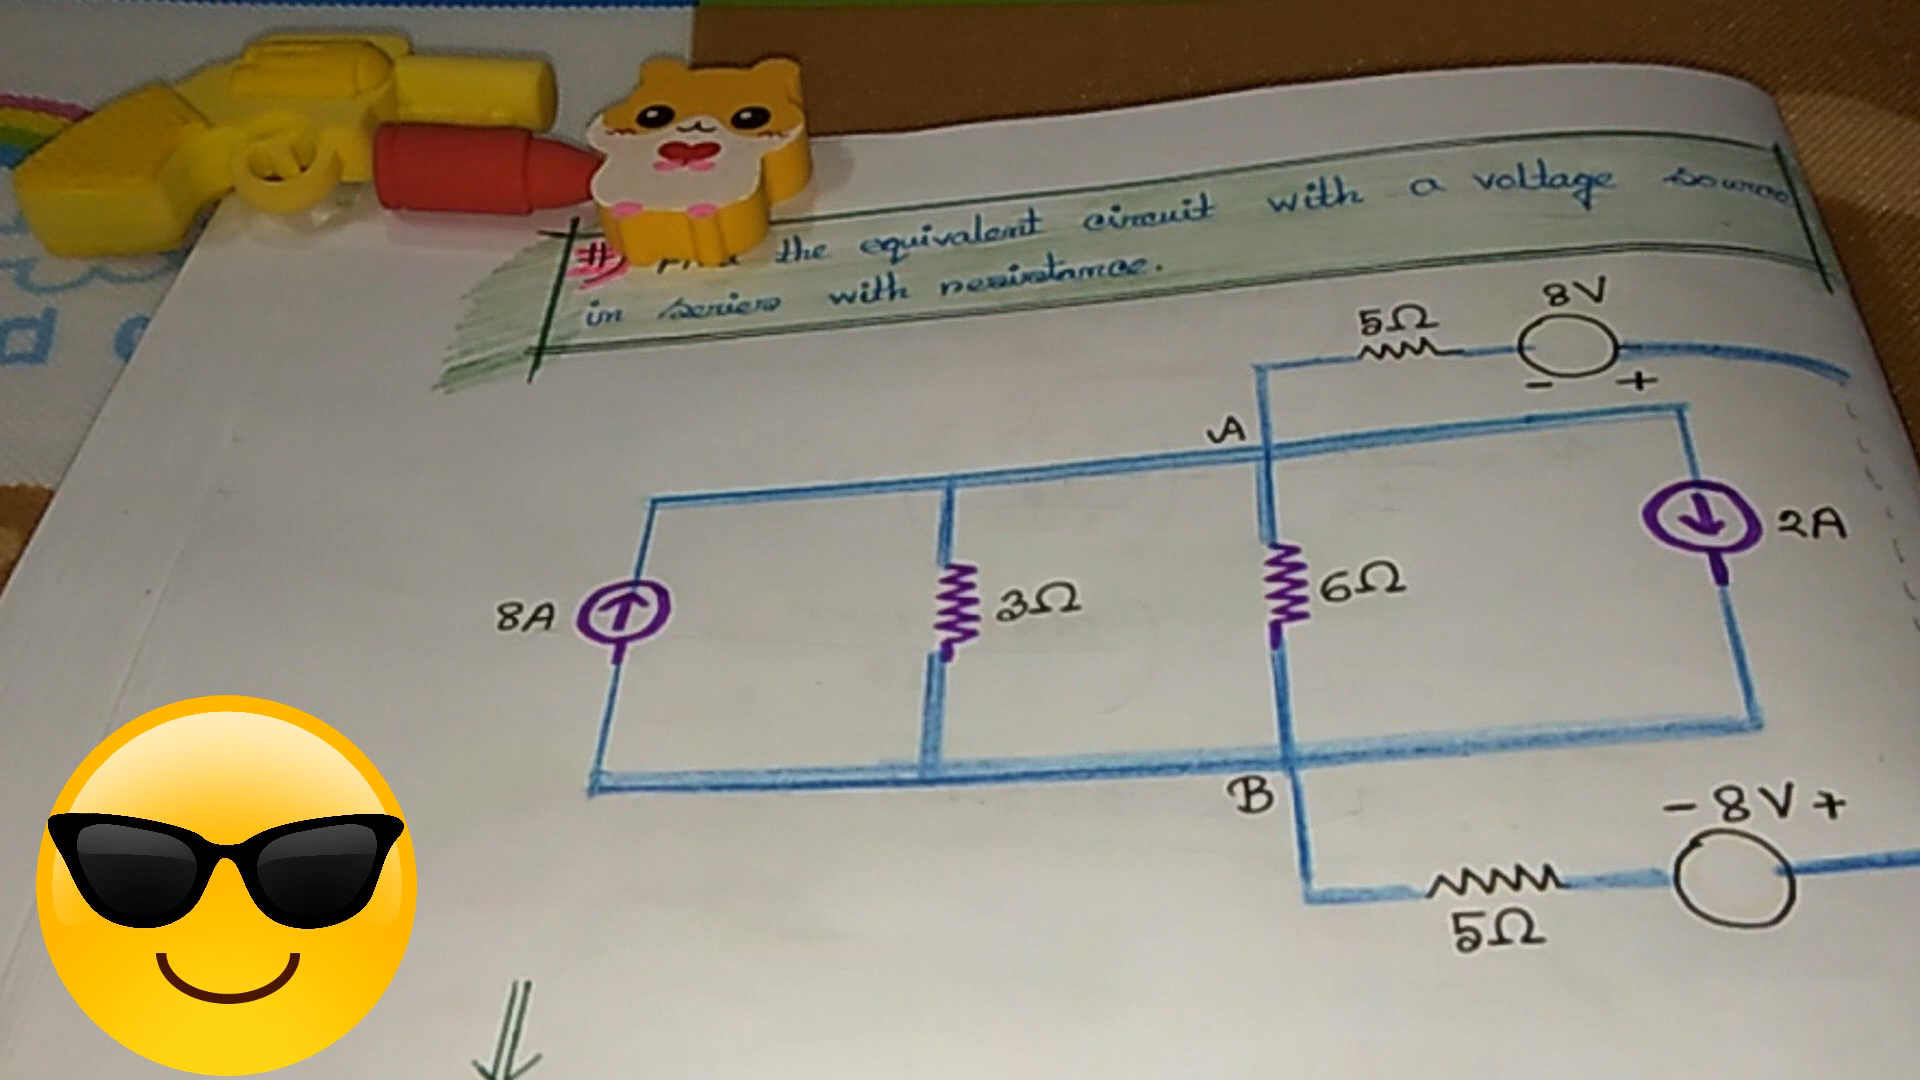 #) the equivalent circuit with a voltage source
in series with resistance.
5Ω
8V
- +
A
8A
3Ω
6Ω
2A
B
- 8V +
5Ω